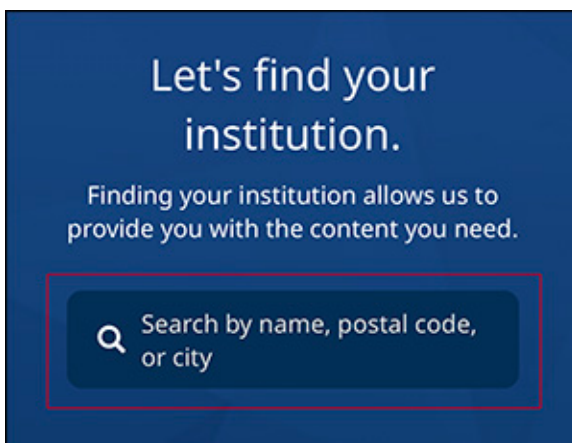 Let's find your
institution.
Finding your institution allows us to
provide you with the content you need.
Search by name, postal code,
or city